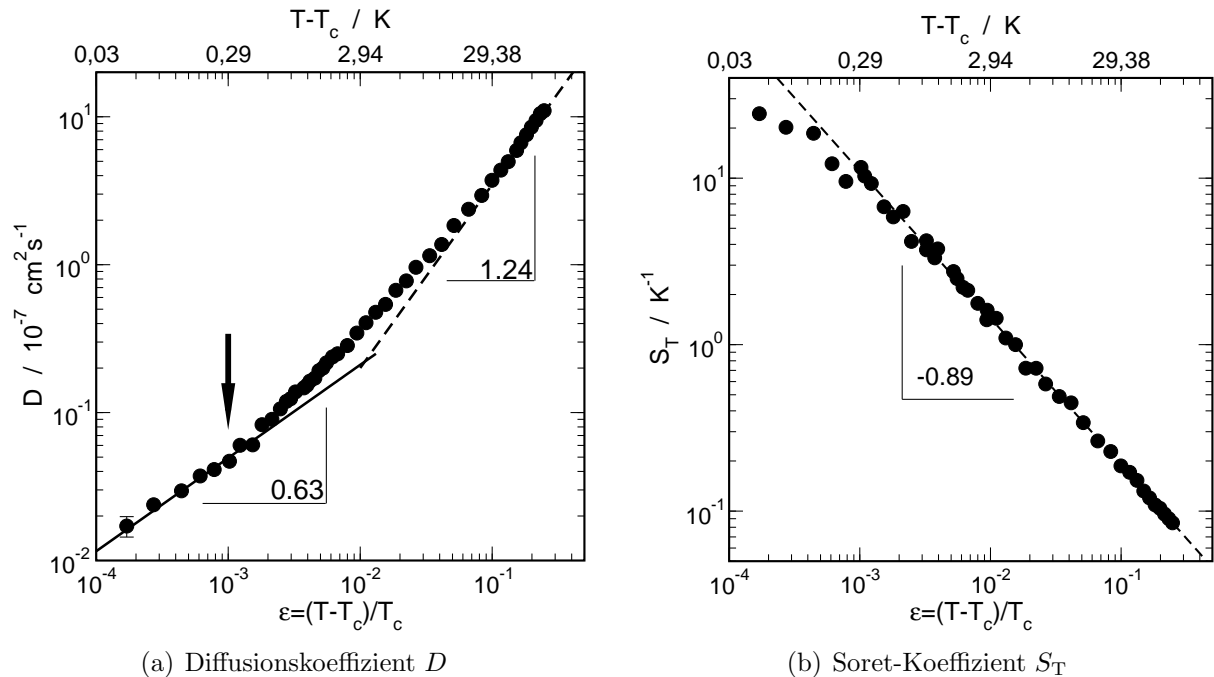 T-T_c / K
0,03 0,29 2,94 29,38
D / 10^-7 cm^2 s^-1
10^1
10^0
10^-1
10^-2
1.24
0.63
10^-4 10^-3 10^-2 10^-1
ε=(T-T_c)/T_c
(a) Diffusionskoeffizient D
T-T_c / K
0,03 0,29 2,94 29,38
S_T / K^-1
10^1
10^0
10^-1
-0.89
10^-4 10^-3 10^-2 10^-1
ε=(T-T_c)/T_c
(b) Soret-Koeffizient S_T